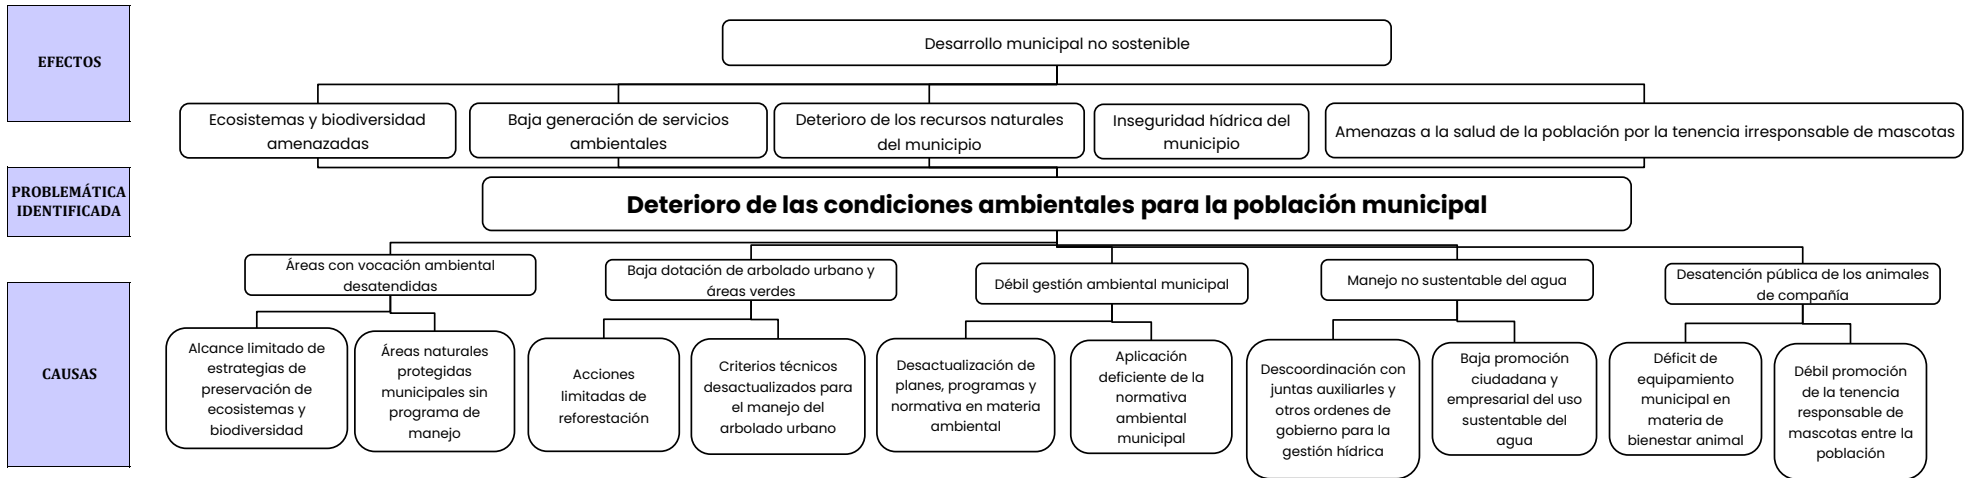 EFECTOS
Desarrollo municipal no sostenible
Ecosistemas y biodiversidad
amenazadas
Baja generación de servicios
ambientales
Deterioro de los recursos naturales
del municipio
Inseguridad hídrica del
municipio
Amenazas a la salud de la población por la tenencia irresponsable de mascotas
PROBLEMÁTICA
IDENTIFICADA
Deterioro de las condiciones ambientales para la población municipal
CAUSAS
Áreas con vocación ambiental
desatendidas
Baja dotación de arbolado urbano y
áreas verdes
Débil gestión ambiental municipal
Manejo no sustentable del agua
Desatención pública de los animales
de compañía
Alcance limitado de
estrategias de
preservación de
ecosistemas y
biodiversidad
Áreas naturales
protegidas
municipales sin
programa de
manejo
Acciones
limitadas de
reforestación
Criterios técnicos
desactualizados para
el manejo del
arbolado urbano
Desactualización de
planes, programas y
normativa en materia
ambiental
Aplicación
deficiente de la
normativa
ambiental
municipal
Descoordinación con
juntas auxiliarles y
otros ordenes de
gobierno para la
gestión hídrica
Baja promoción
ciudadana y
empresarial del uso
sustentable del
agua
Déficit de
equipamiento
municipal en
materia de
bienestar animal
Débil promoción
de la tenencia
responsable de
mascotas entre la
población